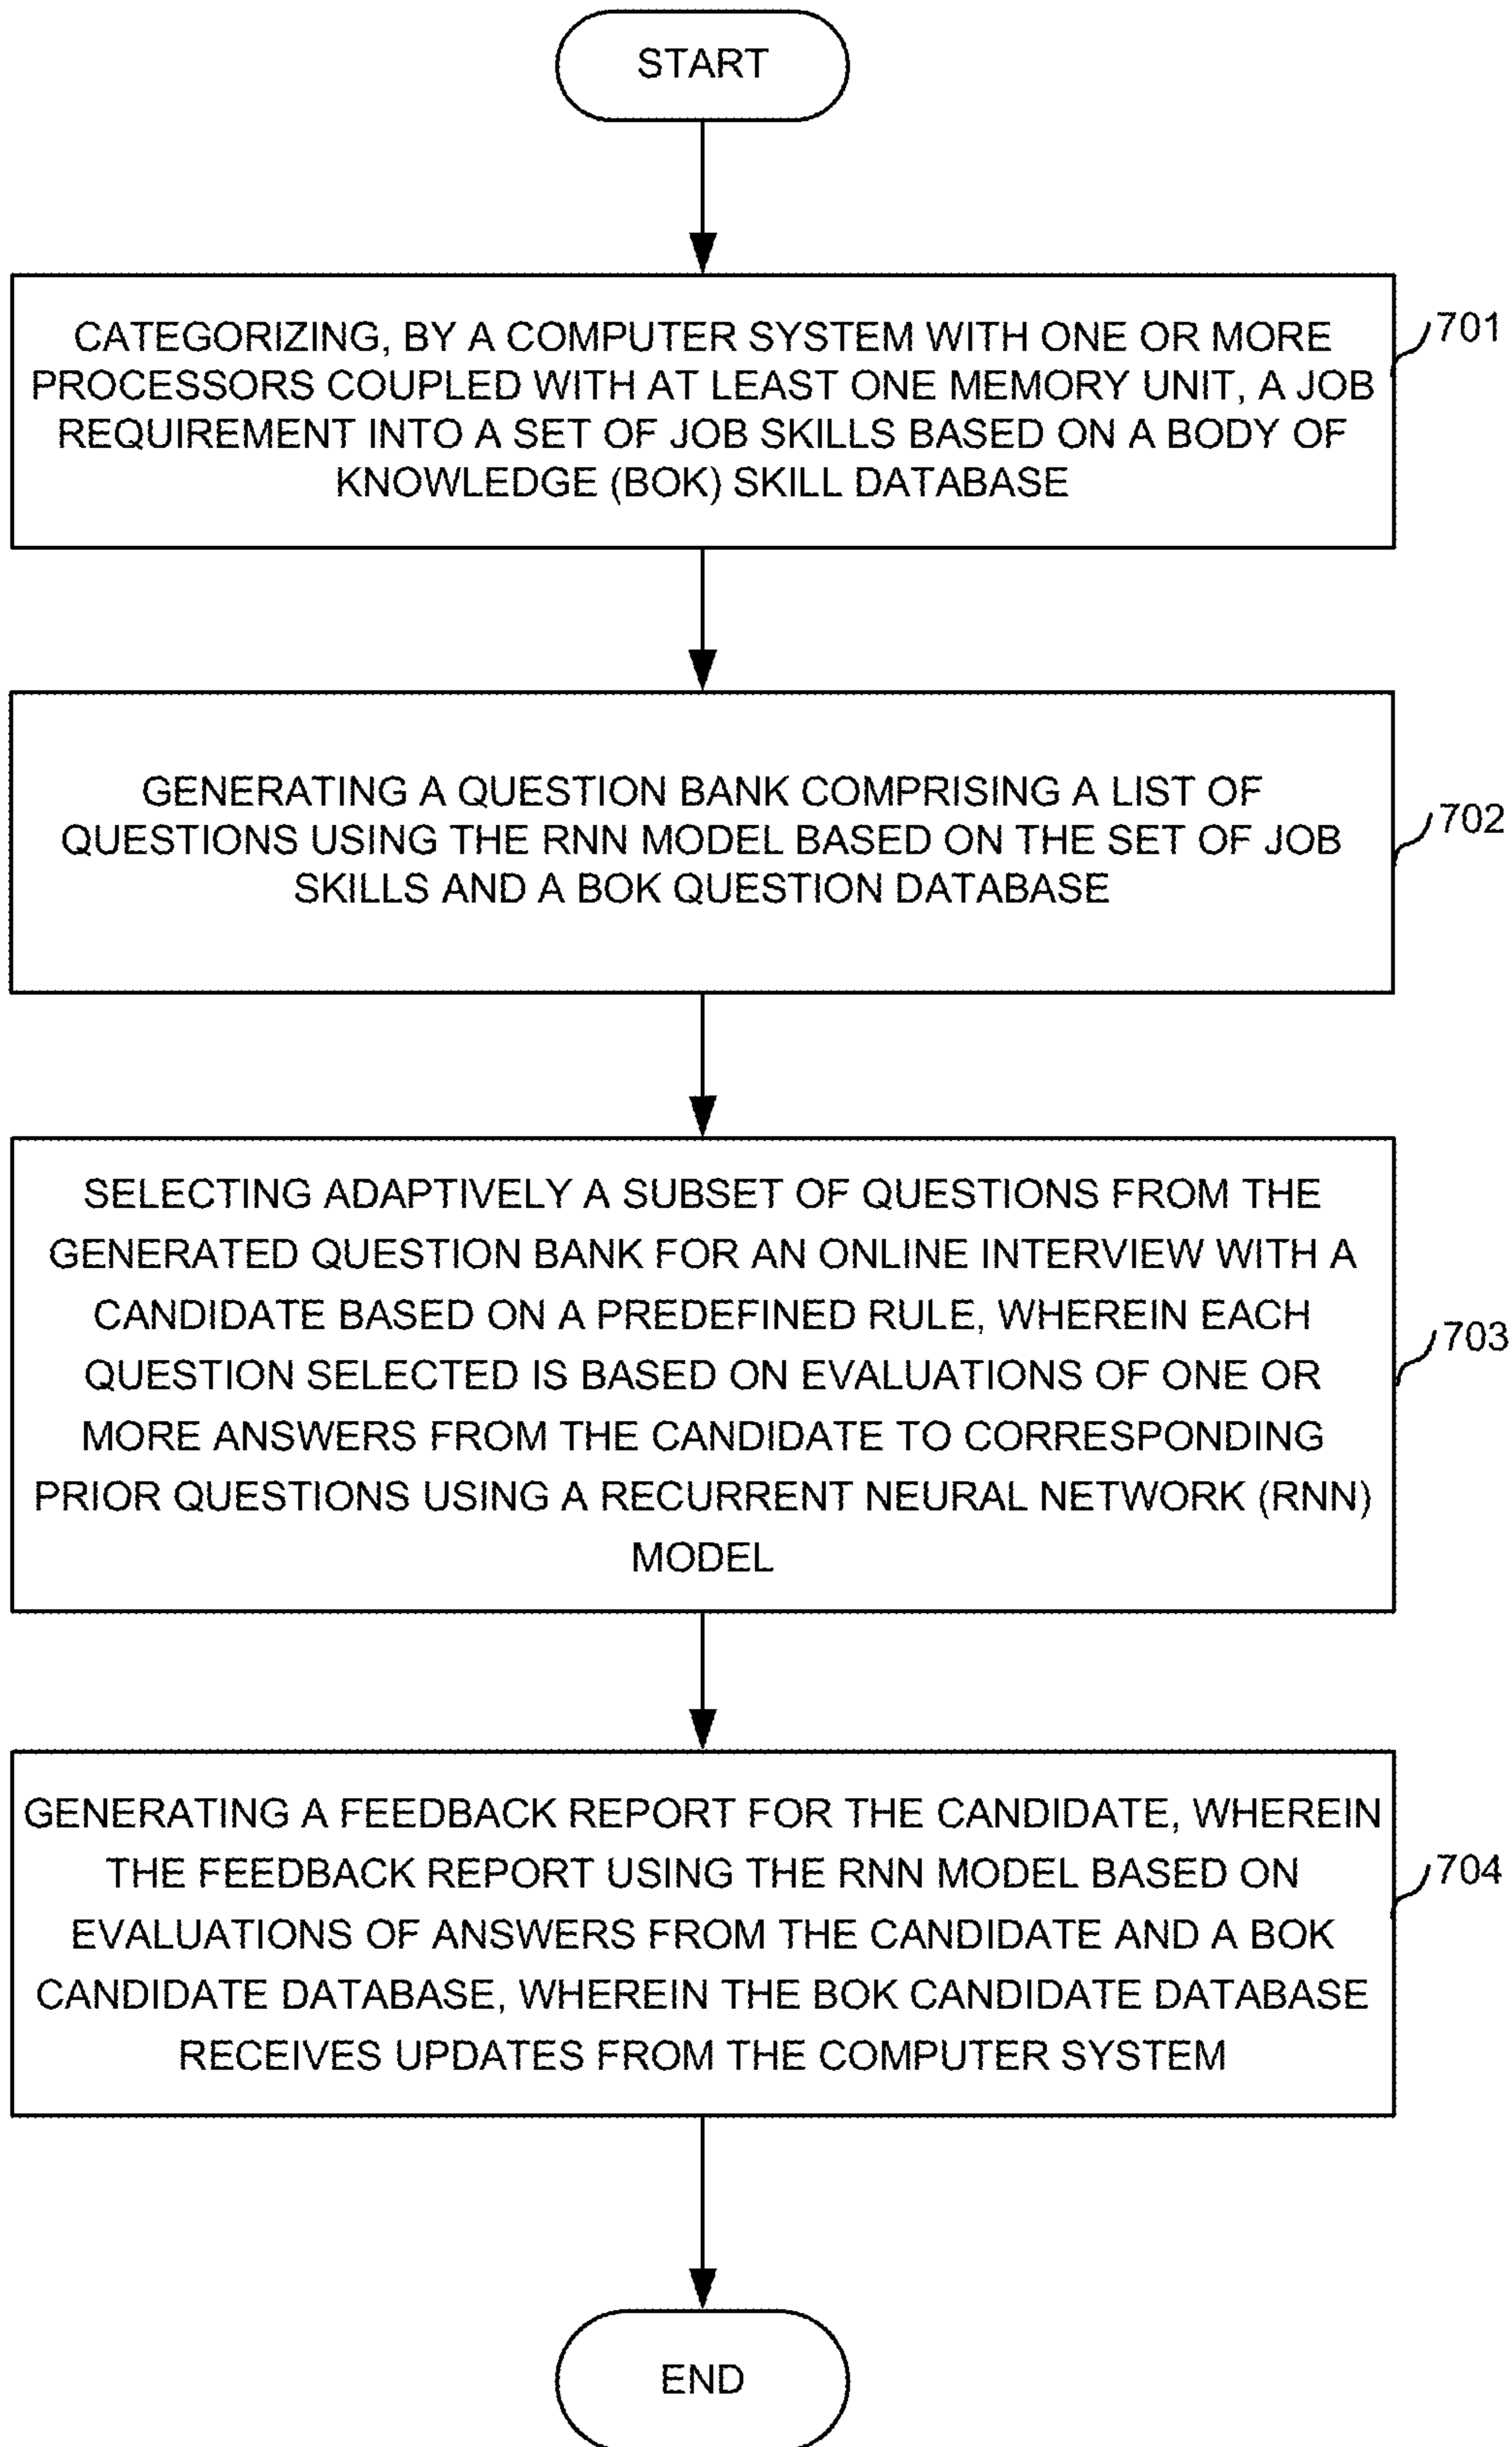 START
CATEGORIZING, BY A COMPUTER SYSTEM WITH ONE OR MORE
PROCESSORS COUPLED WITH AT LEAST ONE MEMORY UNIT, A JOB
REQUIREMENT INTO A SET OF JOB SKILLS BASED ON A BODY OF
KNOWLEDGE (BOK) SKILL DATABASE
701
GENERATING A QUESTION BANK COMPRISING A LIST OF
QUESTIONS USING THE RNN MODEL BASED ON THE SET OF JOB
SKILLS AND A BOK QUESTION DATABASE
702
SELECTING ADAPTIVELY A SUBSET OF QUESTIONS FROM THE
GENERATED QUESTION BANK FOR AN ONLINE INTERVIEW WITH A
CANDIDATE BASED ON A PREDEFINED RULE, WHEREIN EACH
QUESTION SELECTED IS BASED ON EVALUATIONS OF ONE OR
MORE ANSWERS FROM THE CANDIDATE TO CORRESPONDING
PRIOR QUESTIONS USING A RECURRENT NEURAL NETWORK (RNN)
MODEL
703
GENERATING A FEEDBACK REPORT FOR THE CANDIDATE, WHEREIN
THE FEEDBACK REPORT USING THE RNN MODEL BASED ON
EVALUATIONS OF ANSWERS FROM THE CANDIDATE AND A BOK
CANDIDATE DATABASE, WHEREIN THE BOK CANDIDATE DATABASE
RECEIVES UPDATES FROM THE COMPUTER SYSTEM
704
END